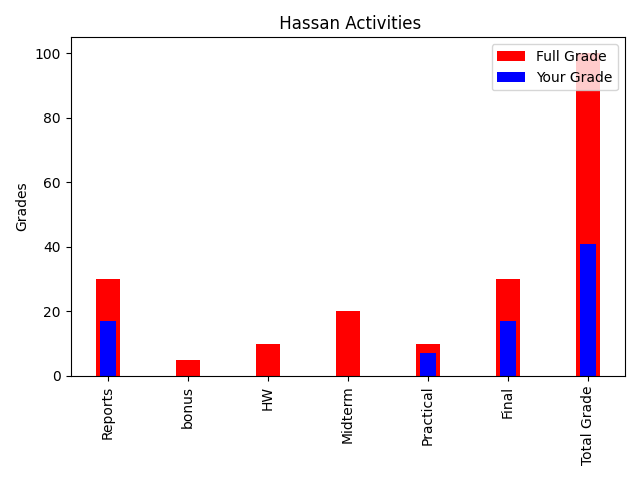 Hassan Activities
Full Grade
Your Grade
Grades
100
80
60
40
20
0
Reports
bonus
HW
Midterm
Practical
Final
Total Grade